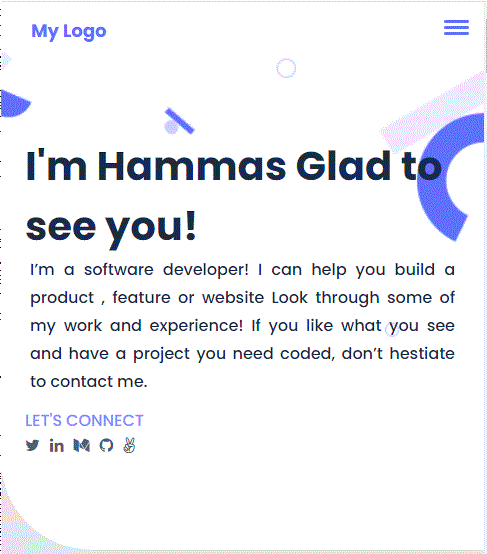 My Logo
I'm Hammas Glad to
see you!
I’m a software developer! I can help you build a
product , feature or website Look through some of
my work and experience! If you like what you see
and have a project you need coded, don’t hestiate
to contact me.
LET'S CONNECT